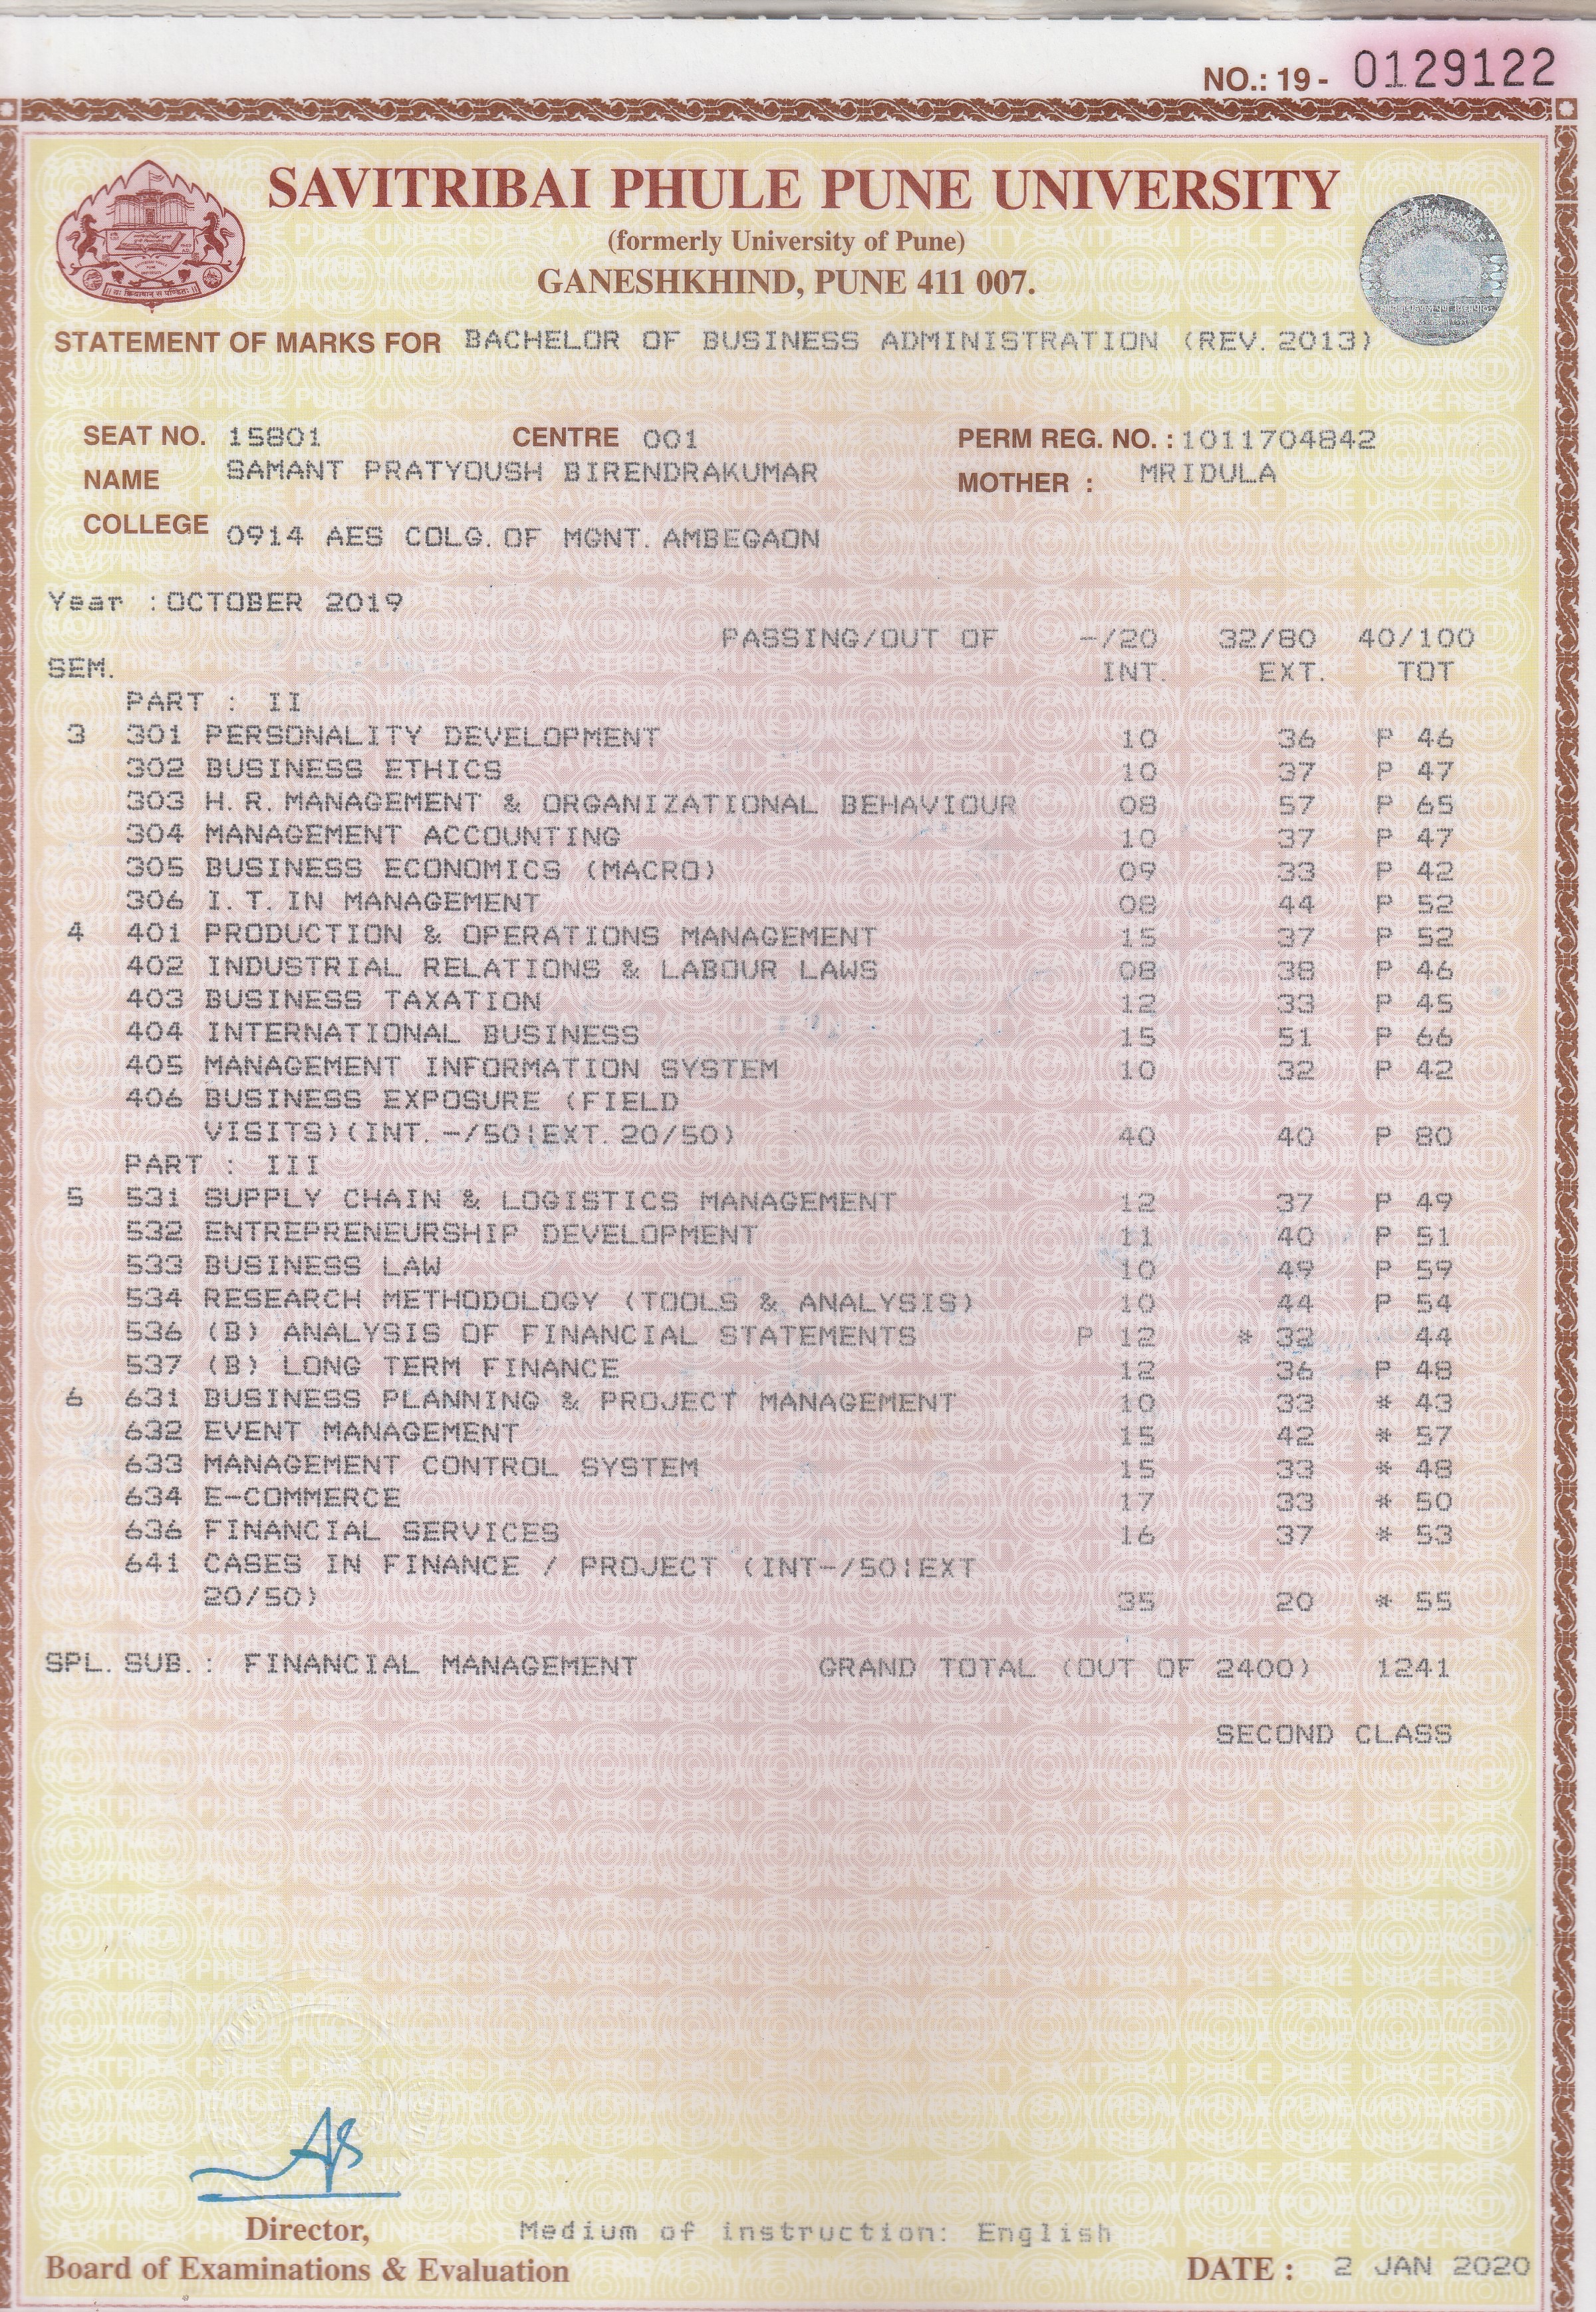 NO.: 19 - 0129122
SAVITRIBAI PHULE PUNE UNIVERSITY
(formerly University of Pune)
GANESHKHIND, PUNE 411 007.
STATEMENT OF MARKS FOR BACHELOR OF BUSINESS ADMINISTRATION (REV.2013)
SEAT NO. 15801 CENTRE 001 PERM REG. NO. : 1011704842
NAME SAMANT PRATYOUSH BIRENDRAKUMAR MOTHER : MRIDULA
COLLEGE 0914 AES COLG.OF MGNT.AMBEGAON
Year :OCTOBER 2019
PASSING/OUT OF -/20 32/80 40/100
SEM. INT. EXT. TOT
PART : II
3 301 PERSONALITY DEVELOPMENT 10 36 P 46
302 BUSINESS ETHICS 10 37 P 47
303 H.R.MANAGEMENT & ORGANIZATIONAL BEHAVIOUR 08 57 P 65
304 MANAGEMENT ACCOUNTING 10 37 P 47
305 BUSINESS ECONOMICS (MACRO) 09 33 P 42
306 I.T.IN MANAGEMENT 08 44 P 52
4 401 PRODUCTION & OPERATIONS MANAGEMENT 15 37 P 52
402 INDUSTRIAL RELATIONS & LABOUR LAWS 08 38 P 46
403 BUSINESS TAXATION 12 33 P 45
404 INTERNATIONAL BUSINESS 15 51 P 66
405 MANAGEMENT INFORMATION SYSTEM 10 32 P 42
406 BUSINESS EXPOSURE (FIELD
VISITS)(INT.-/50|EXT.20/50) 40 40 P 80
PART : III
5 531 SUPPLY CHAIN & LOGISTICS MANAGEMENT 12 37 P 49
532 ENTREPRENEURSHIP DEVELOPMENT 11 40 P 51
533 BUSINESS LAW 10 49 P 59
534 RESEARCH METHODOLOGY (TOOLS & ANALYSIS) 10 44 P 54
536 (B) ANALYSIS OF FINANCIAL STATEMENTS P 12 * 32 44
537 (B) LONG TERM FINANCE 12 36 P 48
6 631 BUSINESS PLANNING & PROJECT MANAGEMENT 10 33 * 43
632 EVENT MANAGEMENT 15 42 * 57
633 MANAGEMENT CONTROL SYSTEM 15 33 * 48
634 E-COMMERCE 17 33 * 50
636 FINANCIAL SERVICES 16 37 * 53
641 CASES IN FINANCE / PROJECT (INT-/50|EXT
20/50) 35 20 * 55
SPL.SUB.: FINANCIAL MANAGEMENT GRAND TOTAL (OUT OF 2400) 1241
SECOND CLASS
Director,
Medium of instruction: English
Board of Examinations & Evaluation
DATE : 2 JAN 2020